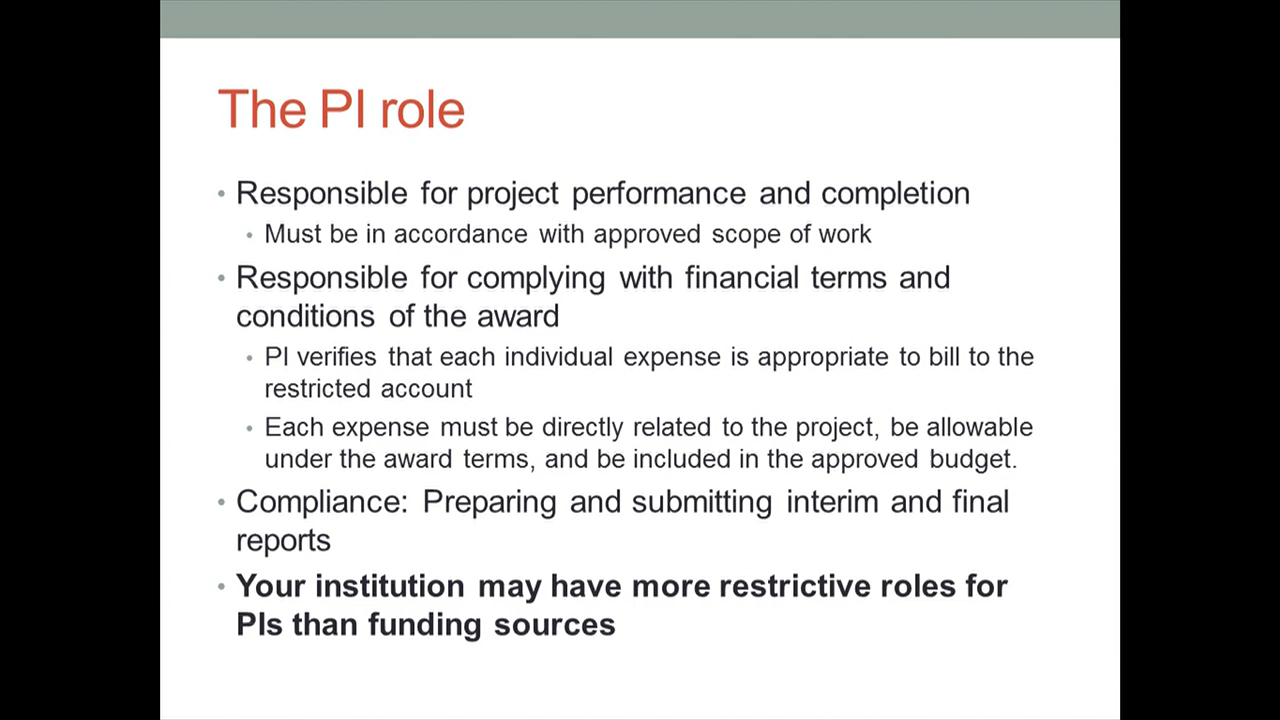 The PI role
• Responsible for project performance and completion
• Must be in accordance with approved scope of work
• Responsible for complying with financial terms and
conditions of the award
• PI verifies that each individual expense is appropriate to bill to the
restricted account
• Each expense must be directly related to the project, be allowable
under the award terms, and be included in the approved budget.
• Compliance: Preparing and submitting interim and final
reports
• Your institution may have more restrictive roles for
PIs than funding sources